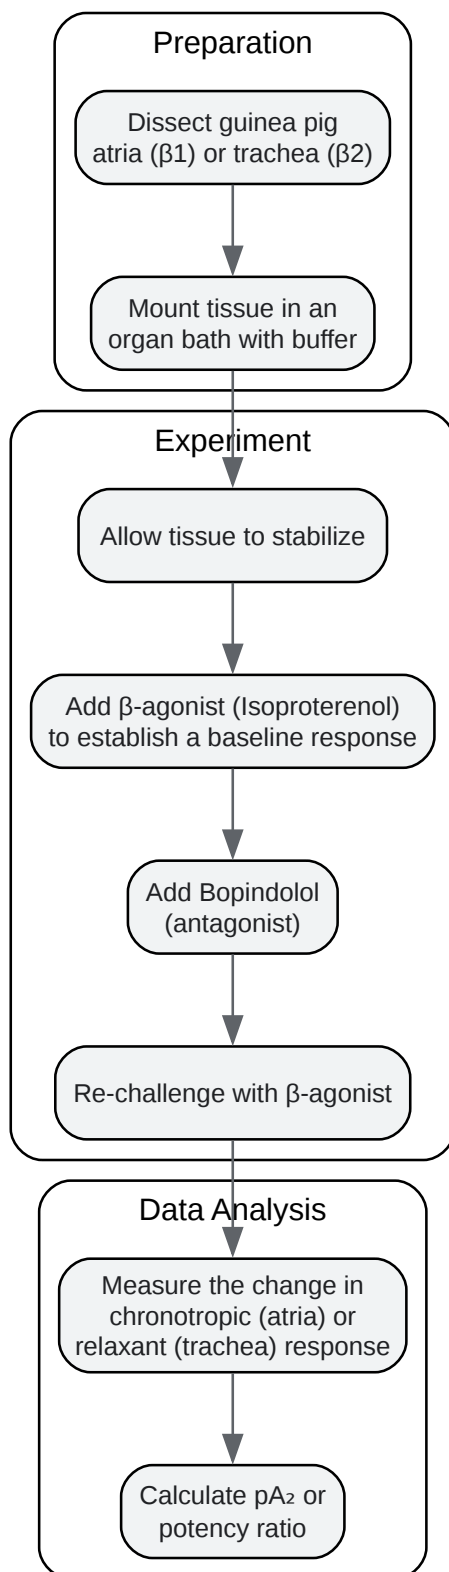 Preparation
Dissect guinea pig
atria (β1) or trachea (β2)
Mount tissue in an
organ bath with buffer
Experiment
Allow tissue to stabilize
Add β-agonist (Isoproterenol)
to establish a baseline response
Add Bopindolol
(antagonist)
Re-challenge with β-agonist
Data Analysis
Measure the change in
chronotropic (atria) or
relaxant (trachea) response
Calculate pA₂ or
potency ratio